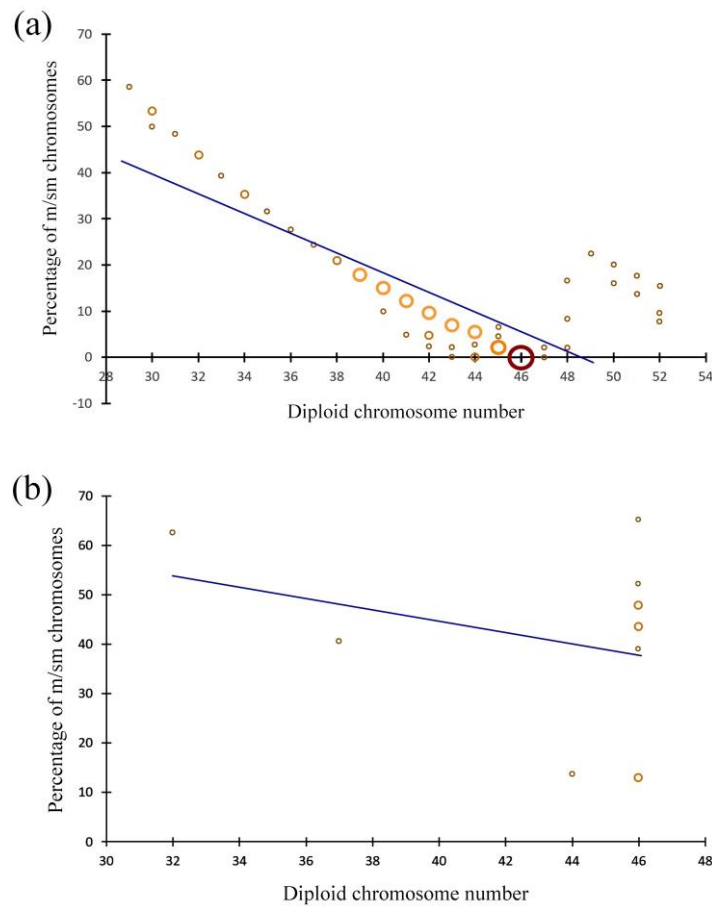 (a)
70
60
50
40
30
20
10
0
-10
Percentage of m/sm chromosomes
28 30 32 34 36 38 40 42 44 46 48 50 52 54
Diploid chromosome number
(b)
70
60
50
40
30
20
10
0
Percentage of m/sm chromosomes
30 32 34 36 38 40 42 44 46 48
Diploid chromosome number